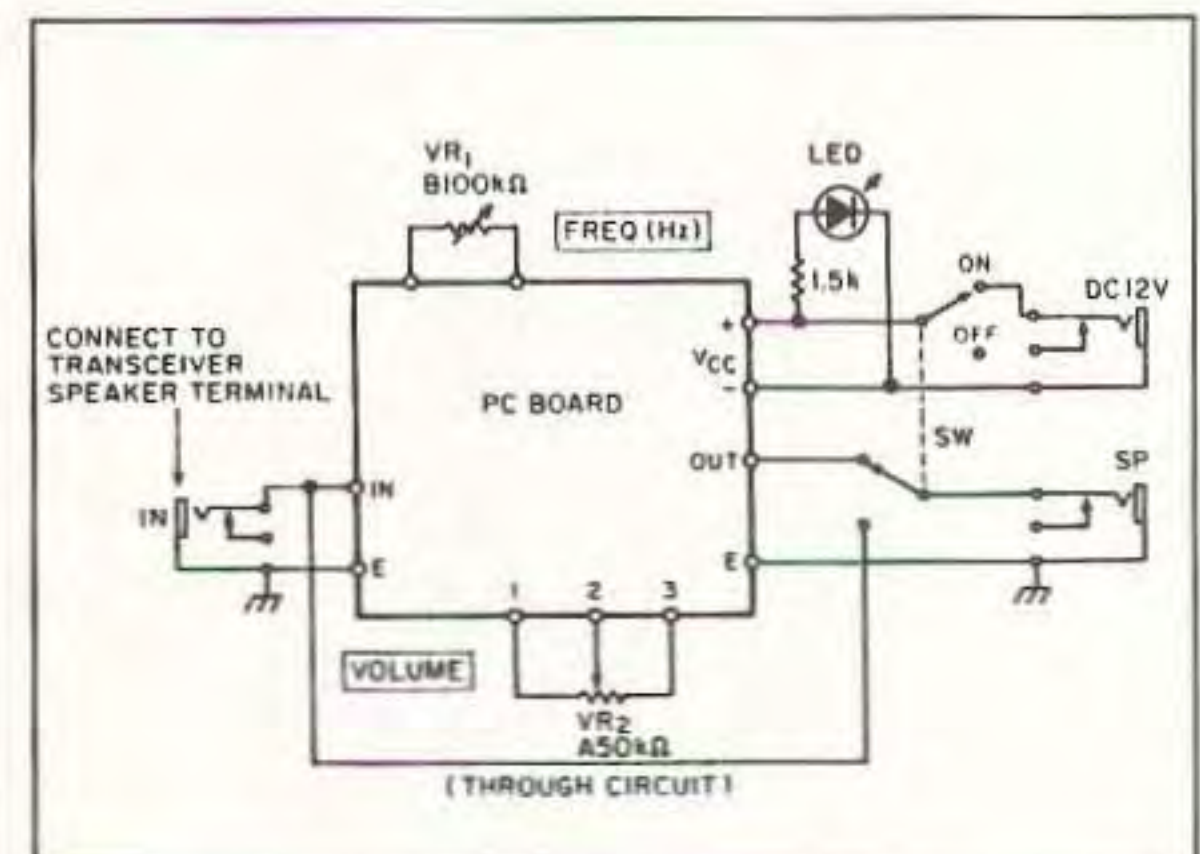 VR1
B100kΩ
FREQ (Hz)
LED
1.5k
ON
OFF
DC12V
CONNECT TO
TRANSCEIVER
SPEAKER TERMINAL
+
VCC
-
PC BOARD
SW
OUT
SP
IN
IN
E
E
1 2 3
VOLUME
VR2
A50kΩ
(THROUGH CIRCUIT)